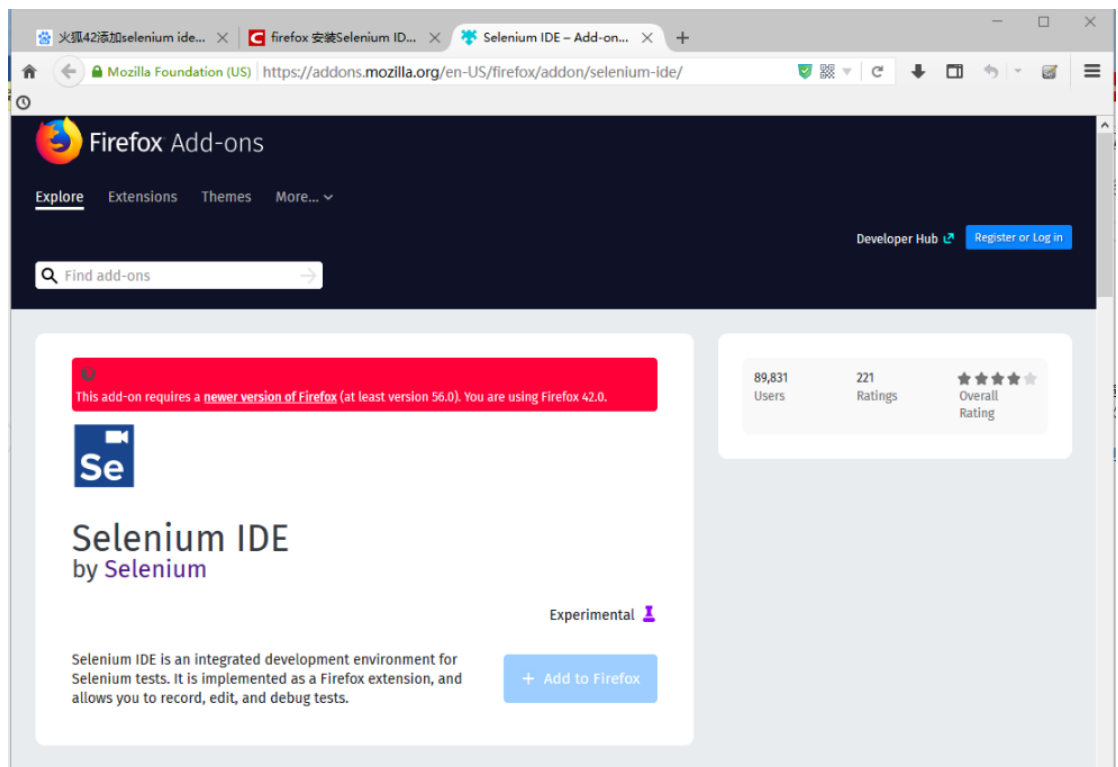 火狐42添加selenium ide...
firefox 安装Selenium ID...
Selenium IDE – Add-on...
Mozilla Foundation (US)
https://addons.mozilla.org/en-US/firefox/addon/selenium-ide/
Firefox Add-ons
Explore
Extensions
Themes
More...
Developer Hub
Register or Log in
Find add-ons
This add-on requires a newer version of Firefox (at least version 56.0). You are using Firefox 42.0.
89,831
Users
221
Ratings
Overall
Rating
Se
Selenium IDE
by Selenium
Experimental
Selenium IDE is an integrated development environment for
Selenium tests. It is implemented as a Firefox extension, and
allows you to record, edit, and debug tests.
+ Add to Firefox